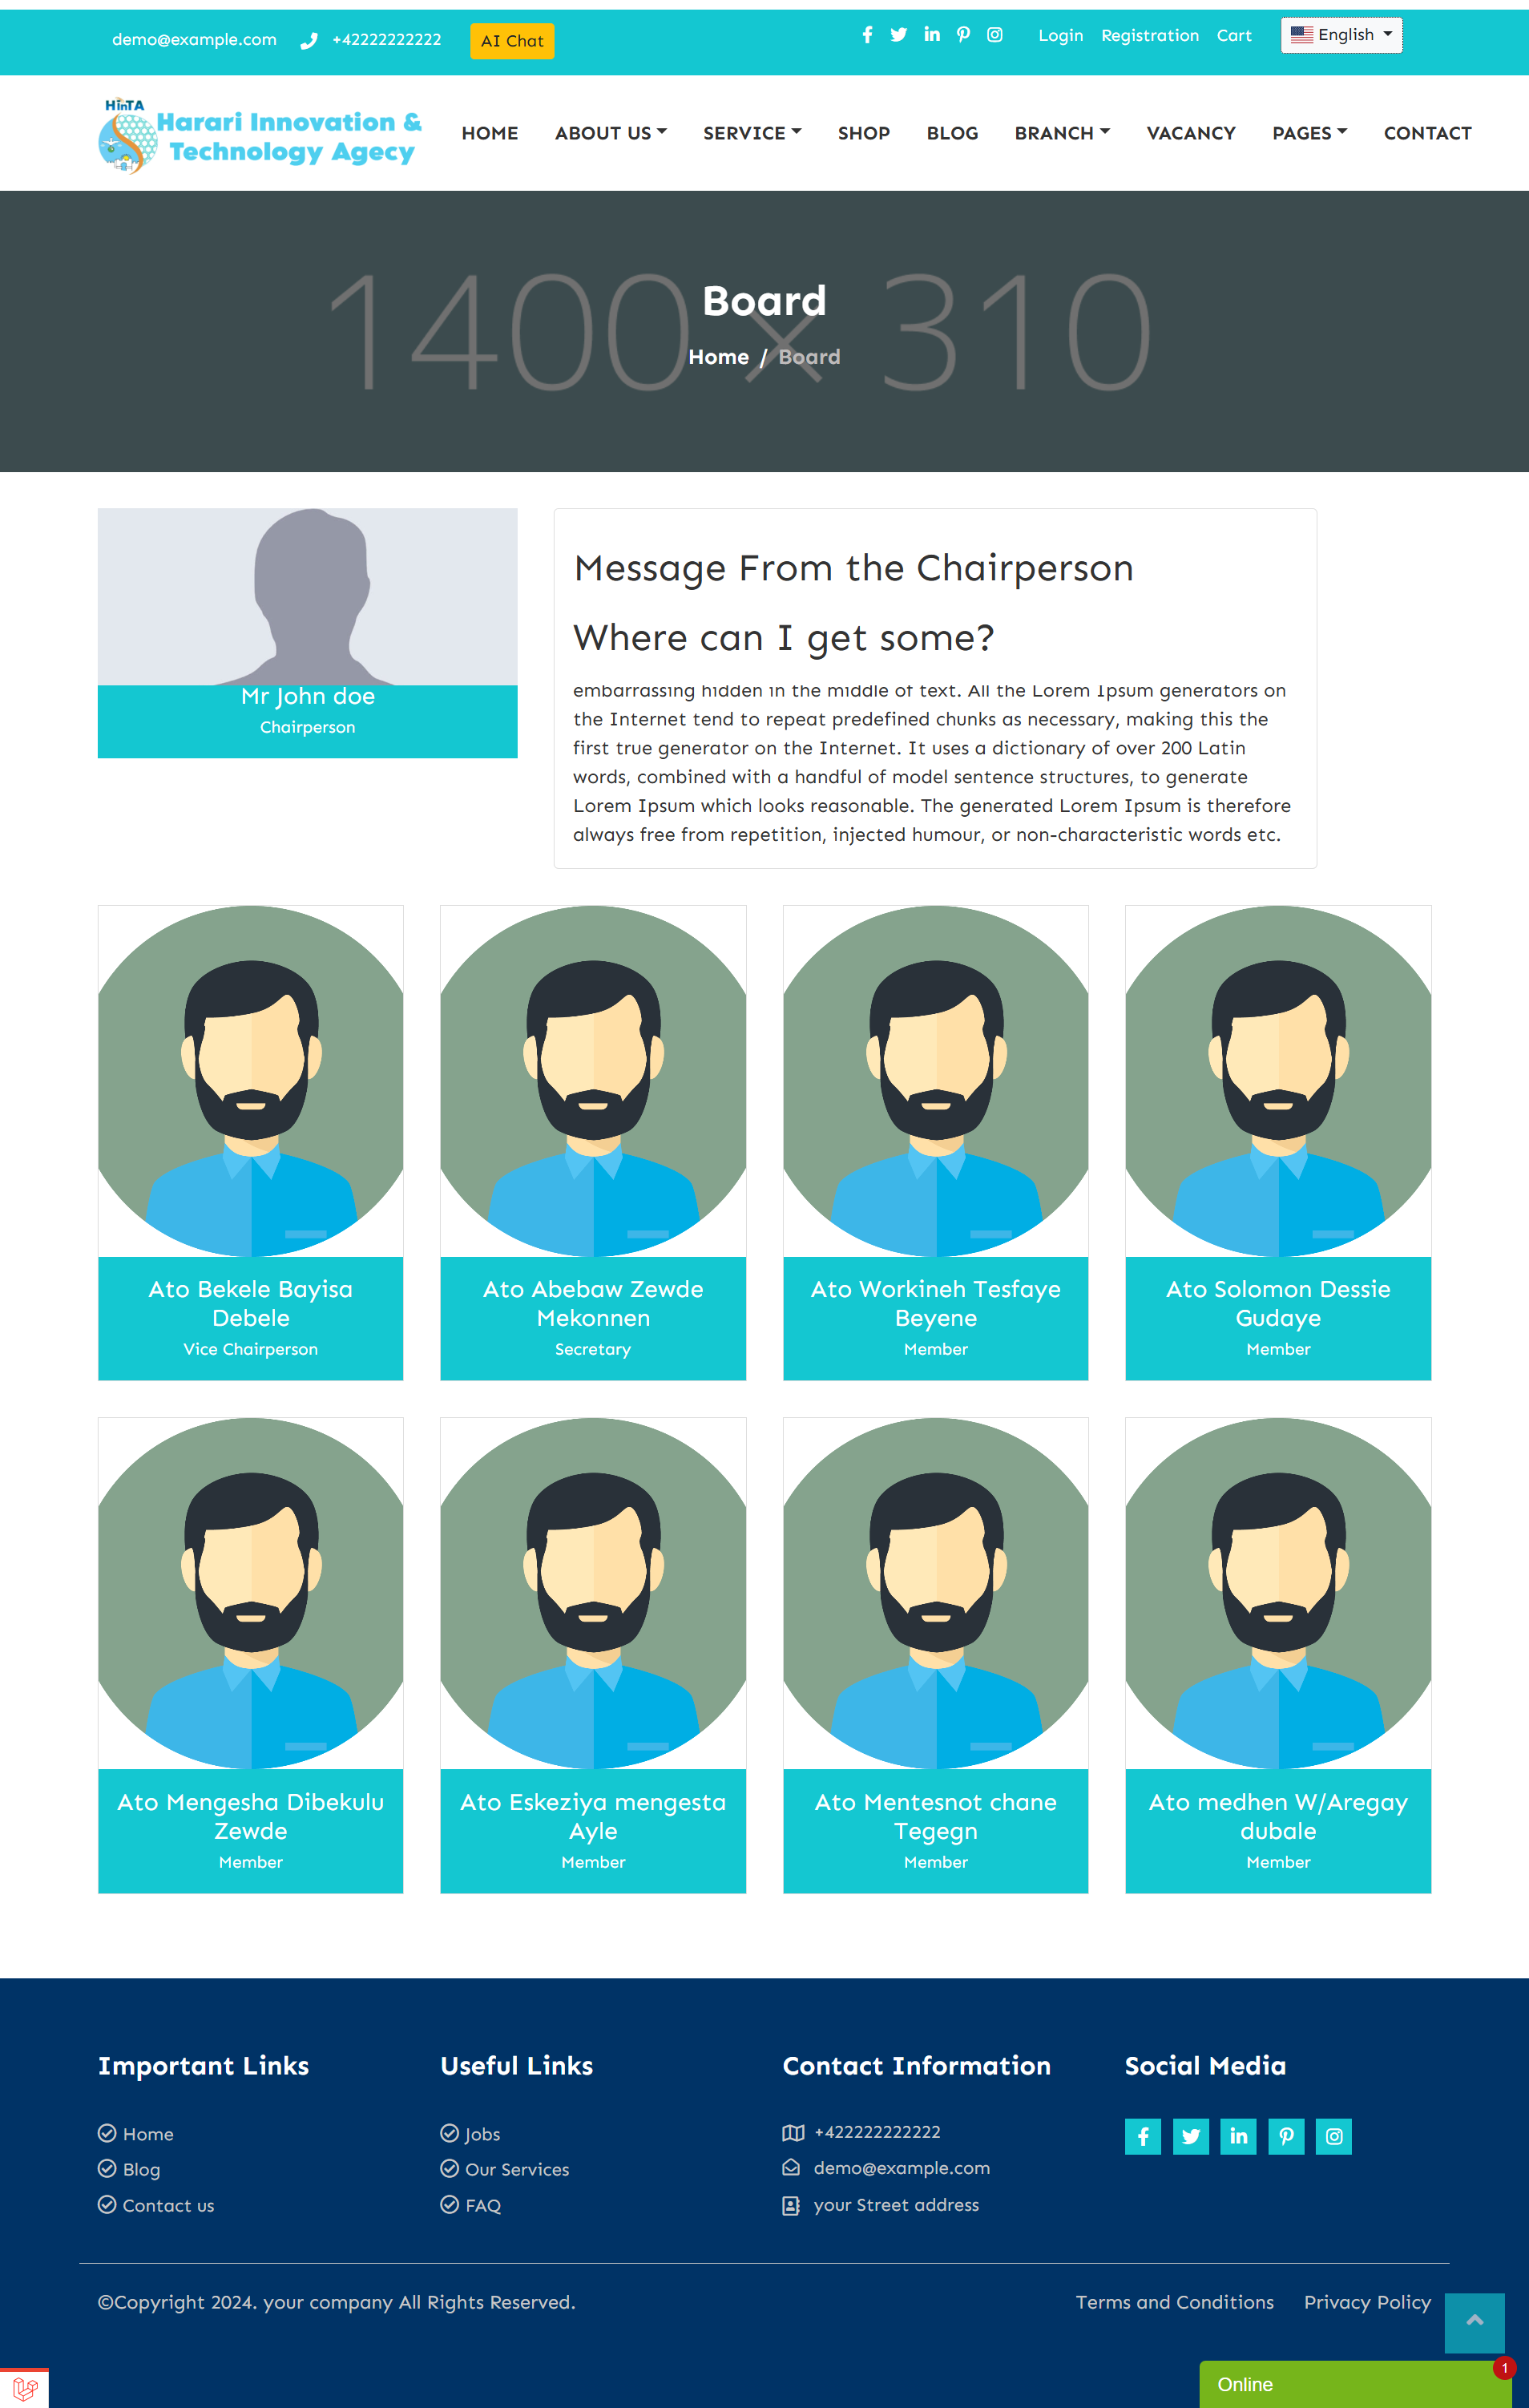 demo@example.com +42222222222 AI Chat Login Registration Cart English
HinTA
Harari Innovation &
Technology Agecy
HOME ABOUT US SERVICE SHOP BLOG BRANCH VACANCY PAGES CONTACT
1400 × 310
Board
Home / Board
Message From the Chairperson
Where can I get some?
embarrassing hidden in the middle of text. All the Lorem Ipsum generators on
the Internet tend to repeat predefined chunks as necessary, making this the
first true generator on the Internet. It uses a dictionary of over 200 Latin
words, combined with a handful of model sentence structures, to generate
Lorem Ipsum which looks reasonable. The generated Lorem Ipsum is therefore
always free from repetition, injected humour, or non-characteristic words etc.
Mr John doe
Chairperson
Ato Bekele Bayisa
Debele
Vice Chairperson
Ato Abebaw Zewde
Mekonnen
Secretary
Ato Workineh Tesfaye
Beyene
Member
Ato Solomon Dessie
Gudaye
Member
Ato Mengesha Dibekulu
Zewde
Member
Ato Eskeziya mengesta
Ayle
Member
Ato Mentesnot chane
Tegegn
Member
Ato medhen W/Aregay
dubale
Member
Important Links
Home
Blog
Contact us
Useful Links
Jobs
Our Services
FAQ
Contact Information
+422222222222
demo@example.com
your Street address
Social Media
©Copyright 2024. your company All Rights Reserved.
Terms and Conditions Privacy Policy
Online
1